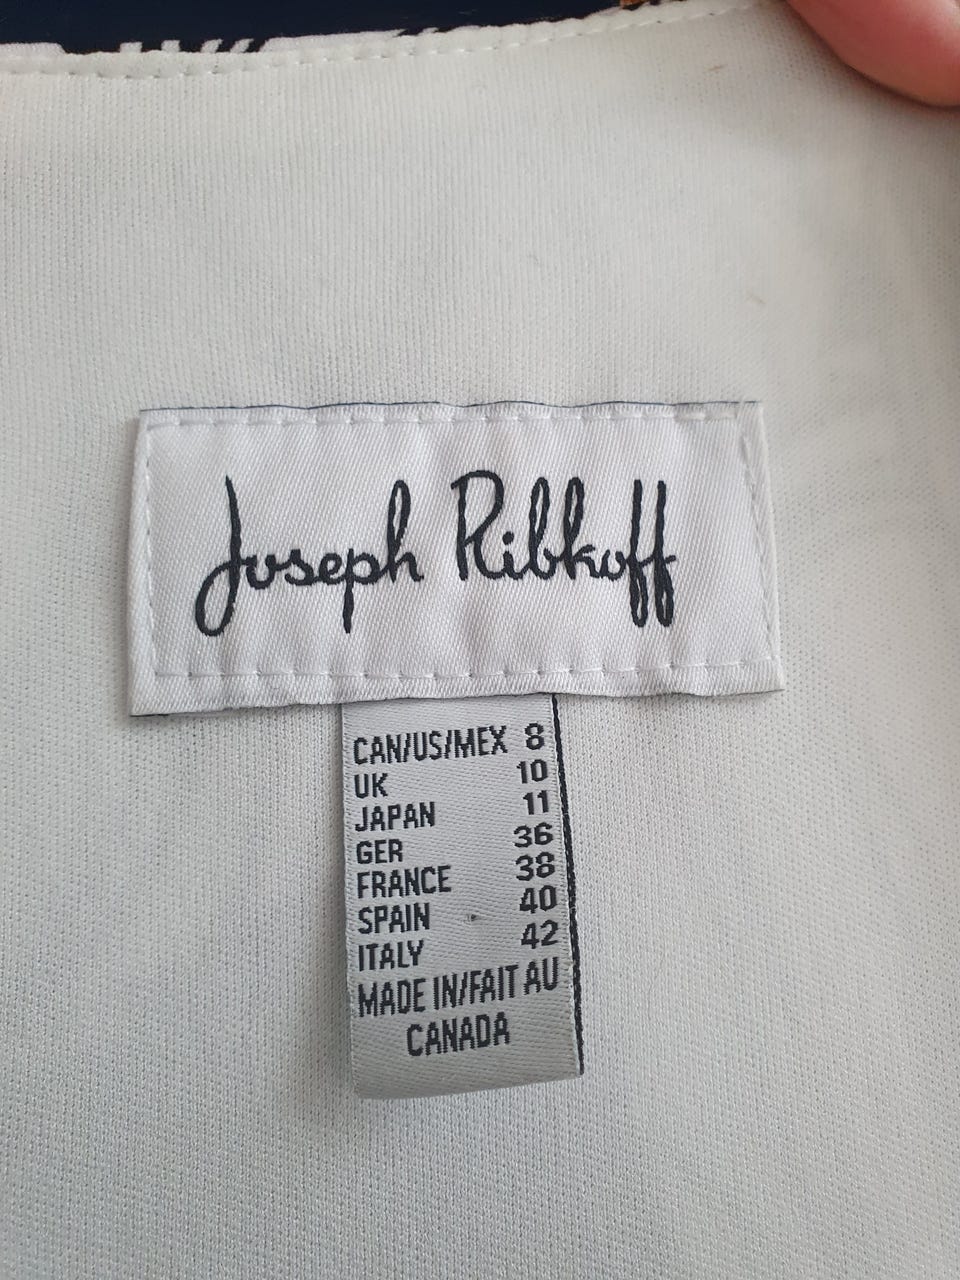 Joseph Ribkoff
CAN/US/MEX 8
UK 10
JAPAN 11
GER 36
FRANCE 38
SPAIN 40
ITALY 42
MADE IN/FAIT AU
CANADA